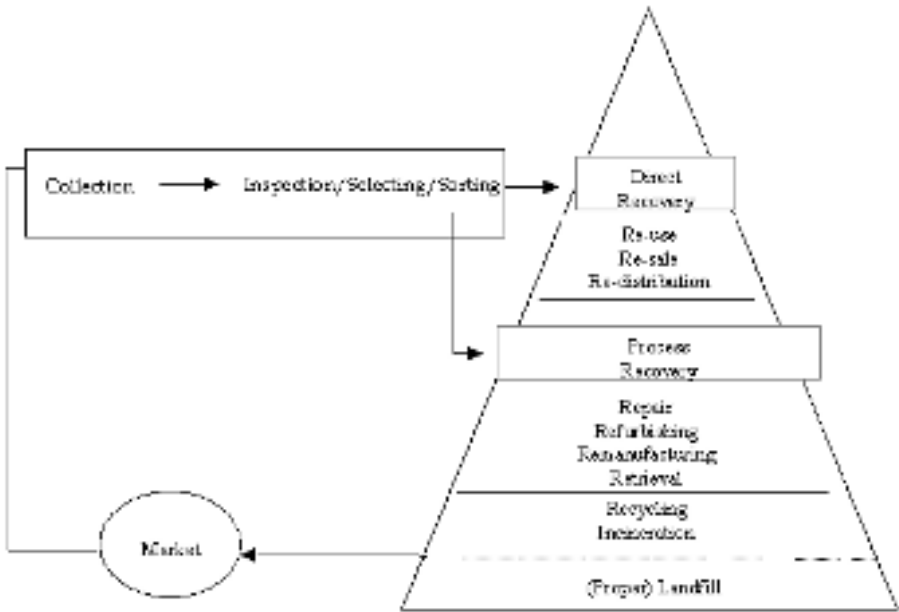 Collection
Inspection/Selecting/Sorting
Direct
Recovery
Re-use
Re-sale
Re-distribution
Process
Recovery
Repair
Refurbishing
Remanufacturing
Retrieval
Recycling
Incineration
Market
(Proper) Landfill